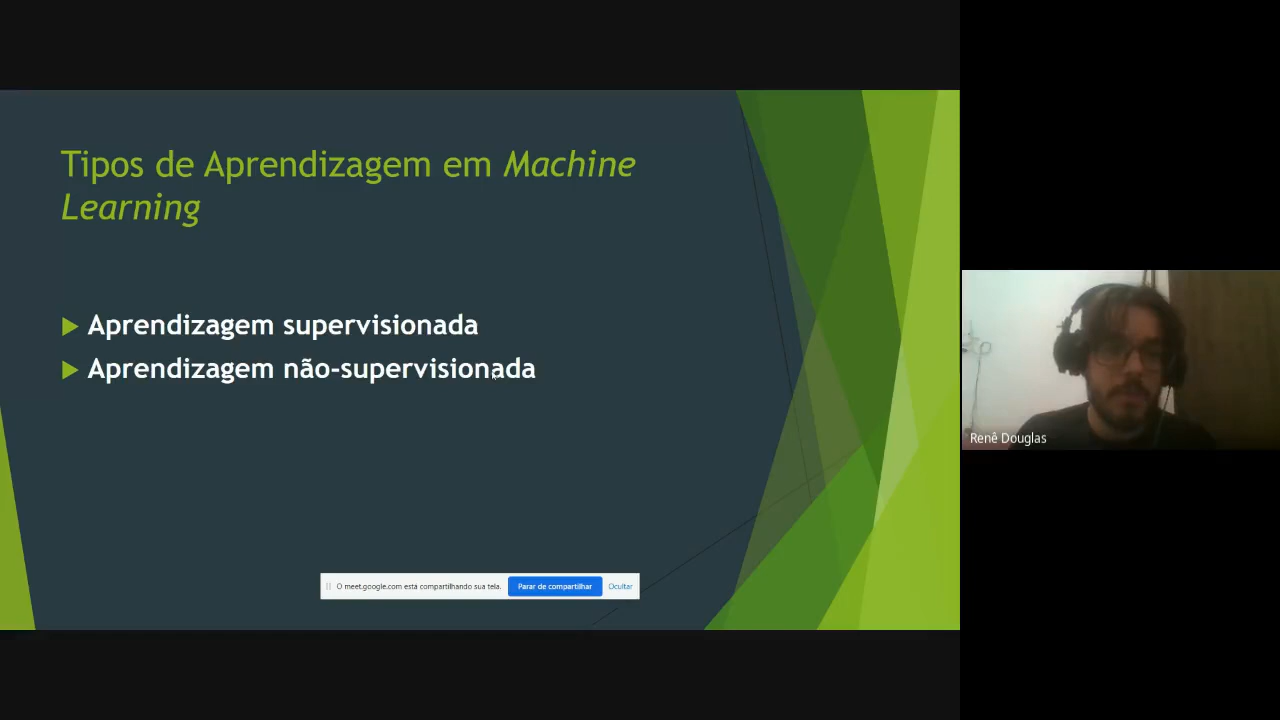 Tipos de Aprendizagem em Machine
Learning
Aprendizagem supervisionada
Aprendizagem não-supervisionada
O meet.google.com está compartilhando sua tela.
Parar de compartilhar
Ocultar
Renê Douglas